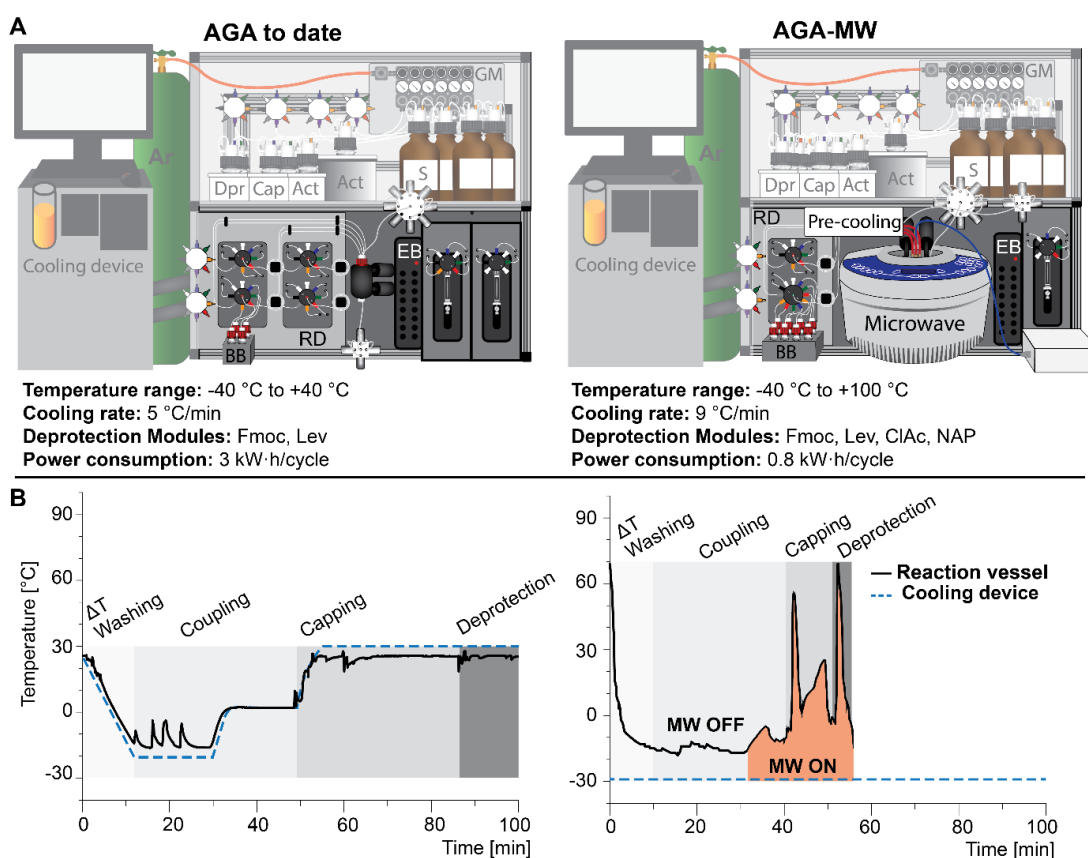 A
AGA to date
AGA-MW
GM
Ar
Dpr Cap Act Act S
Cooling device
EB
RD
BB
GM
Ar
Dpr Cap Act Act S
RD
Pre-cooling
Cooling device
EB
Microwave
BB
Temperature range: -40 °C to +40 °C
Cooling rate: 5 °C/min
Deprotection Modules: Fmoc, Lev
Power consumption: 3 kW·h/cycle
Temperature range: -40 °C to +100 °C
Cooling rate: 9 °C/min
Deprotection Modules: Fmoc, Lev, ClAc, NAP
Power consumption: 0.8 kW·h/cycle
B
Temperature [°C]
90
60
30
0
-30
ΔT
Washing
Coupling
Capping
Deprotection
0 20 40 60 80 100
Time [min]
90
60
30
0
-30
ΔT
Washing
Coupling
Capping
Deprotection
Reaction vessel
Cooling device
MW OFF
MW ON
0 20 40 60 80 100
Time [min]